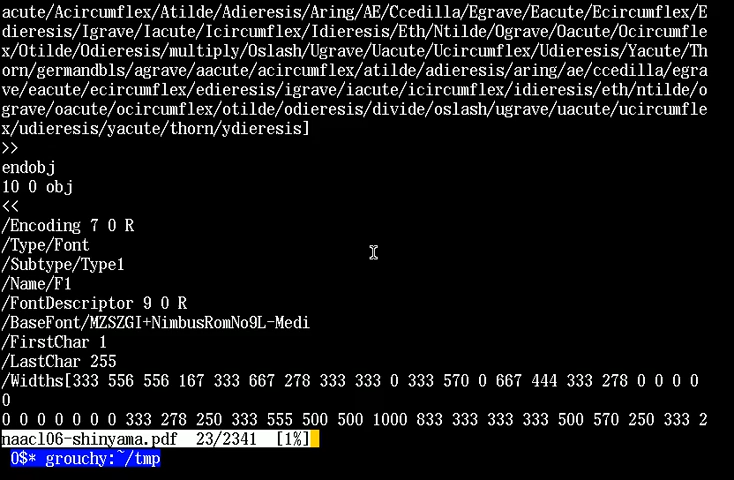 acute/Acircumflex/Atilde/Adieresis/Aring/AE/Ccedilla/Egrave/Eacute/Ecircumflex/E
dieresis/Igrave/Iacute/Icircumflex/Idieresis/Eth/Ntilde/Ograve/Oacute/Ocircumfle
x/Otilde/Odieresis/multiply/Oslash/Ugrave/Uacute/Ucircumflex/Udieresis/Yacute/Th
orn/germandbls/agrave/aacute/acircumflex/atilde/adieresis/aring/ae/ccedilla/egra
ve/eacute/ecircumflex/edieresis/igrave/iacute/icircumflex/idieresis/eth/ntilde/o
grave/oacute/ocircumflex/otilde/odieresis/divide/oslash/ugrave/uacute/ucircumfle
x/udieresis/yacute/thorn/ydieresis]
>>
endobj
10 0 obj
<<
/Encoding 7 0 R
/Type/Font
/Subtype/Type1
/Name/F1
/FontDescriptor 9 0 R
/BaseFont/MZSZGI+NimbusRomNo9L-Medi
/FirstChar 1
/LastChar 255
/Widths[333 556 556 167 333 667 278 333 333 0 333 570 0 667 444 333 278 0 0 0 0
0
0 0 0 0 0 0 0 333 278 250 333 555 500 500 1000 833 333 333 333 500 570 250 333 2
naacl06-shinyama.pdf 23/2341 [1%]
0$* grouchy:~/tmp